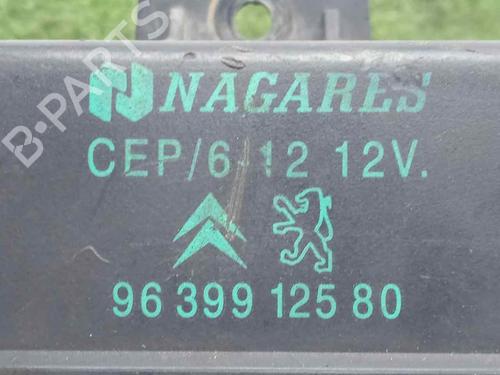 NAGARES
CEP/6-12 12V.
96 399 125 80
B-PARTS